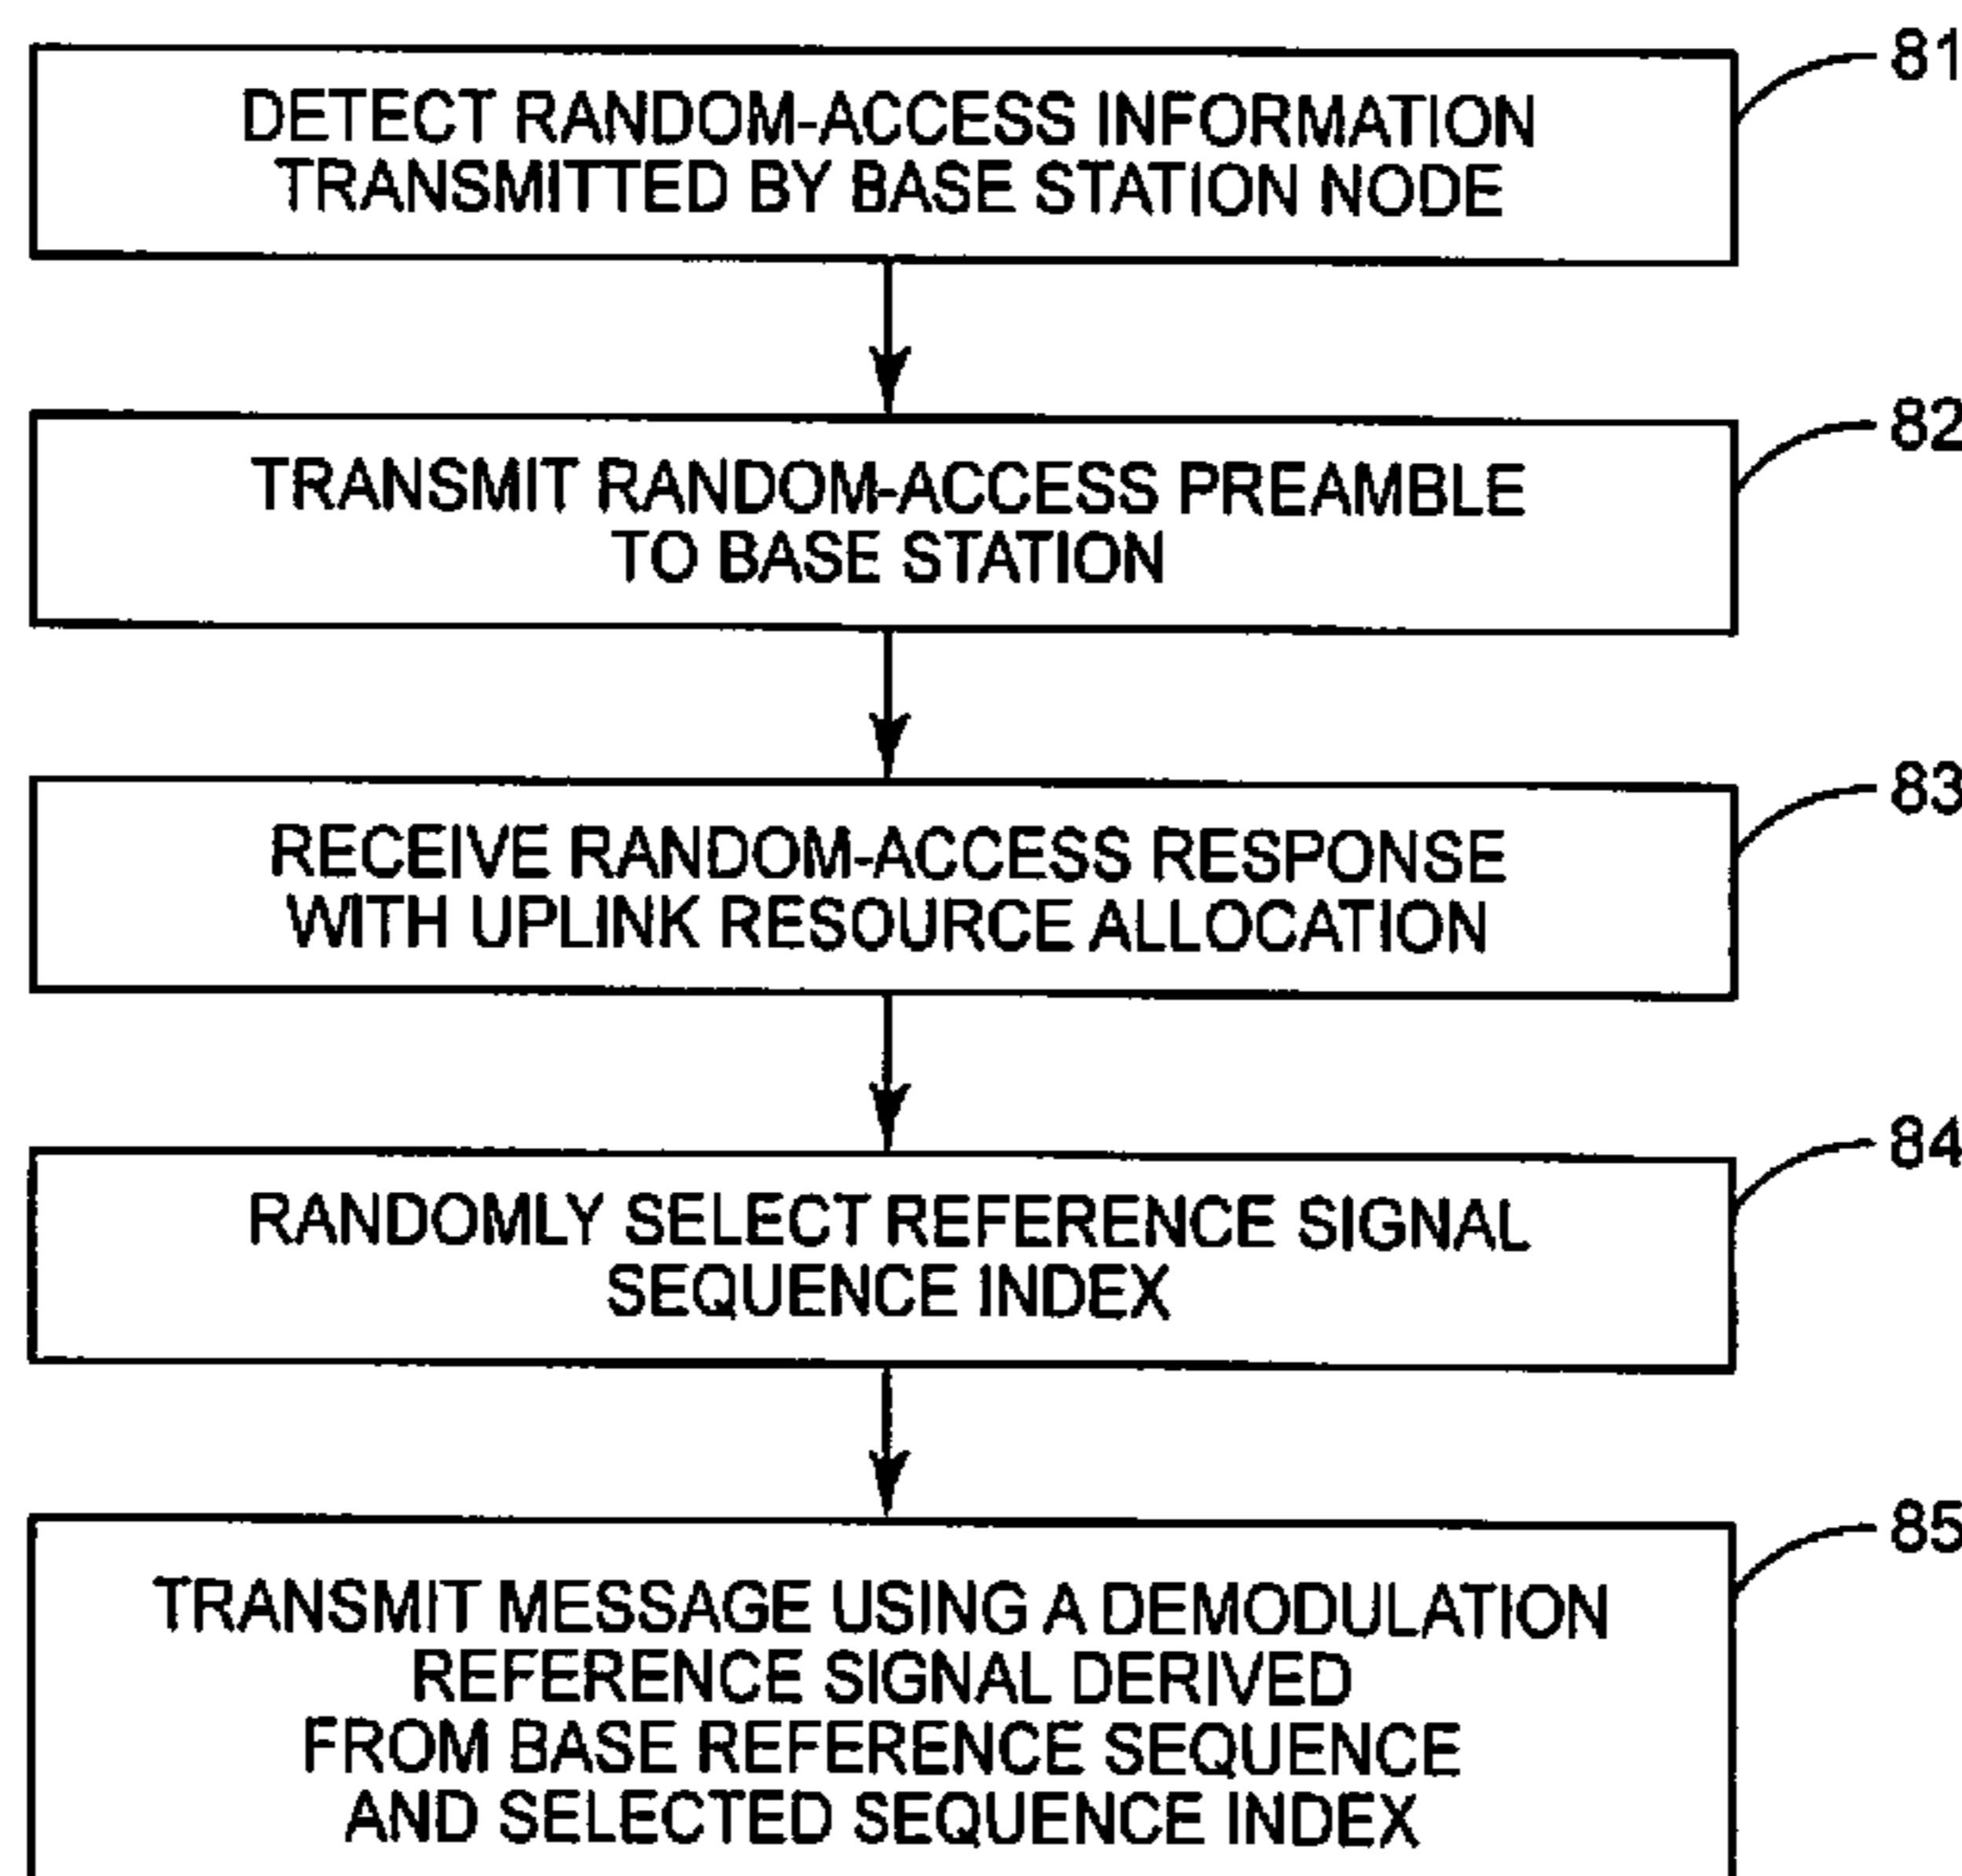 81
DETECT RANDOM-ACCESS INFORMATION
TRANSMITTED BY BASE STATION NODE
82
TRANSMIT RANDOM-ACCESS PREAMBLE
TO BASE STATION
83
RECEIVE RANDOM-ACCESS RESPONSE
WITH UPLINK RESOURCE ALLOCATION
84
RANDOMLY SELECT REFERENCE SIGNAL
SEQUENCE INDEX
85
TRANSMIT MESSAGE USING A DEMODULATION
REFERENCE SIGNAL DERIVED
FROM BASE REFERENCE SEQUENCE
AND SELECTED SEQUENCE INDEX